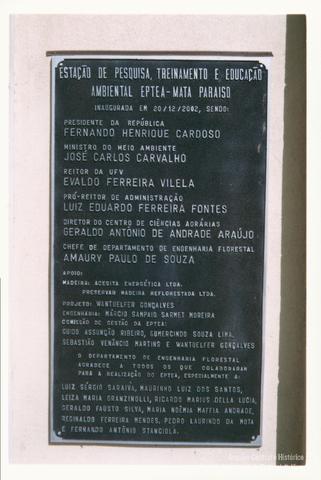 ESTAÇÃO DE PESQUISA, TREINAMENTO E EDUCAÇÃO
AMBIENTAL EPTEA-MATA PARAISO
INAUGURADA EM 20/12/2002, SENDO:
PRESIDENTE DA REPÚBLICA
FERNANDO HENRIQUE CARDOSO
MINISTRO DO MEIO AMBIENTE
JOSÉ CARLOS CARVALHO
REITOR DA UFV
EVALDO FERREIRA VILELA
PRÓ-REITOR DE ADMINISTRAÇÃO
LUIZ EDUARDO FERREIRA FONTES
DIRETOR DO CENTRO DE CIÊNCIAS AGRÁRIAS
GERALDO ANTÔNIO DE ANDRADE ARAÚJO
CHEFE DE DEPARTAMENTO DE ENGENHARIA FLORESTAL
AMAURY PAULO DE SOUZA
APOIO:
MADEIRA: ACESITA ENERGÉTICA LTDA.
PRESERVAR MADEIRA REFLORESTADA LTDA.
PROJETO: WANTUELFER GONÇALVES
ENGENHARIA: MÁRCIO SAMPAIO SARMET MOREIRA
COMISSÃO DE GESTÃO DA EPTEA:
GUIDO ASSUNÇÃO RIBEIRO, GUMERCINDO SOUZA LIMA,
SEBASTIÃO VENÂNCIO MARTINS E WANTUELFER GONÇALVES
O DEPARTAMENTO DE ENGENHARIA FLORESTAL
AGRADECE A TODOS OS QUE COLABORARAM
PARA A REALIZAÇÃO DO EPTEA, ESPECIALMENTE A:
LUIZ SÉRGIO SARAIVA, MAURINHO LUIZ DOS SANTOS,
LEIZA MARIA GRANZINOLLI, RICARDO MARIUS DELLA LUCIA,
GERALDO FAUSTO SILVA, MARIA NOÊMIA MAFFIA ANDRADE,
REGINALDO FERREIRA MENDES, PEDRO LAURINDO DA MOTA
E FERNANDO ANTÔNIO STANCIOLA.
Arquivo Central e Histórico